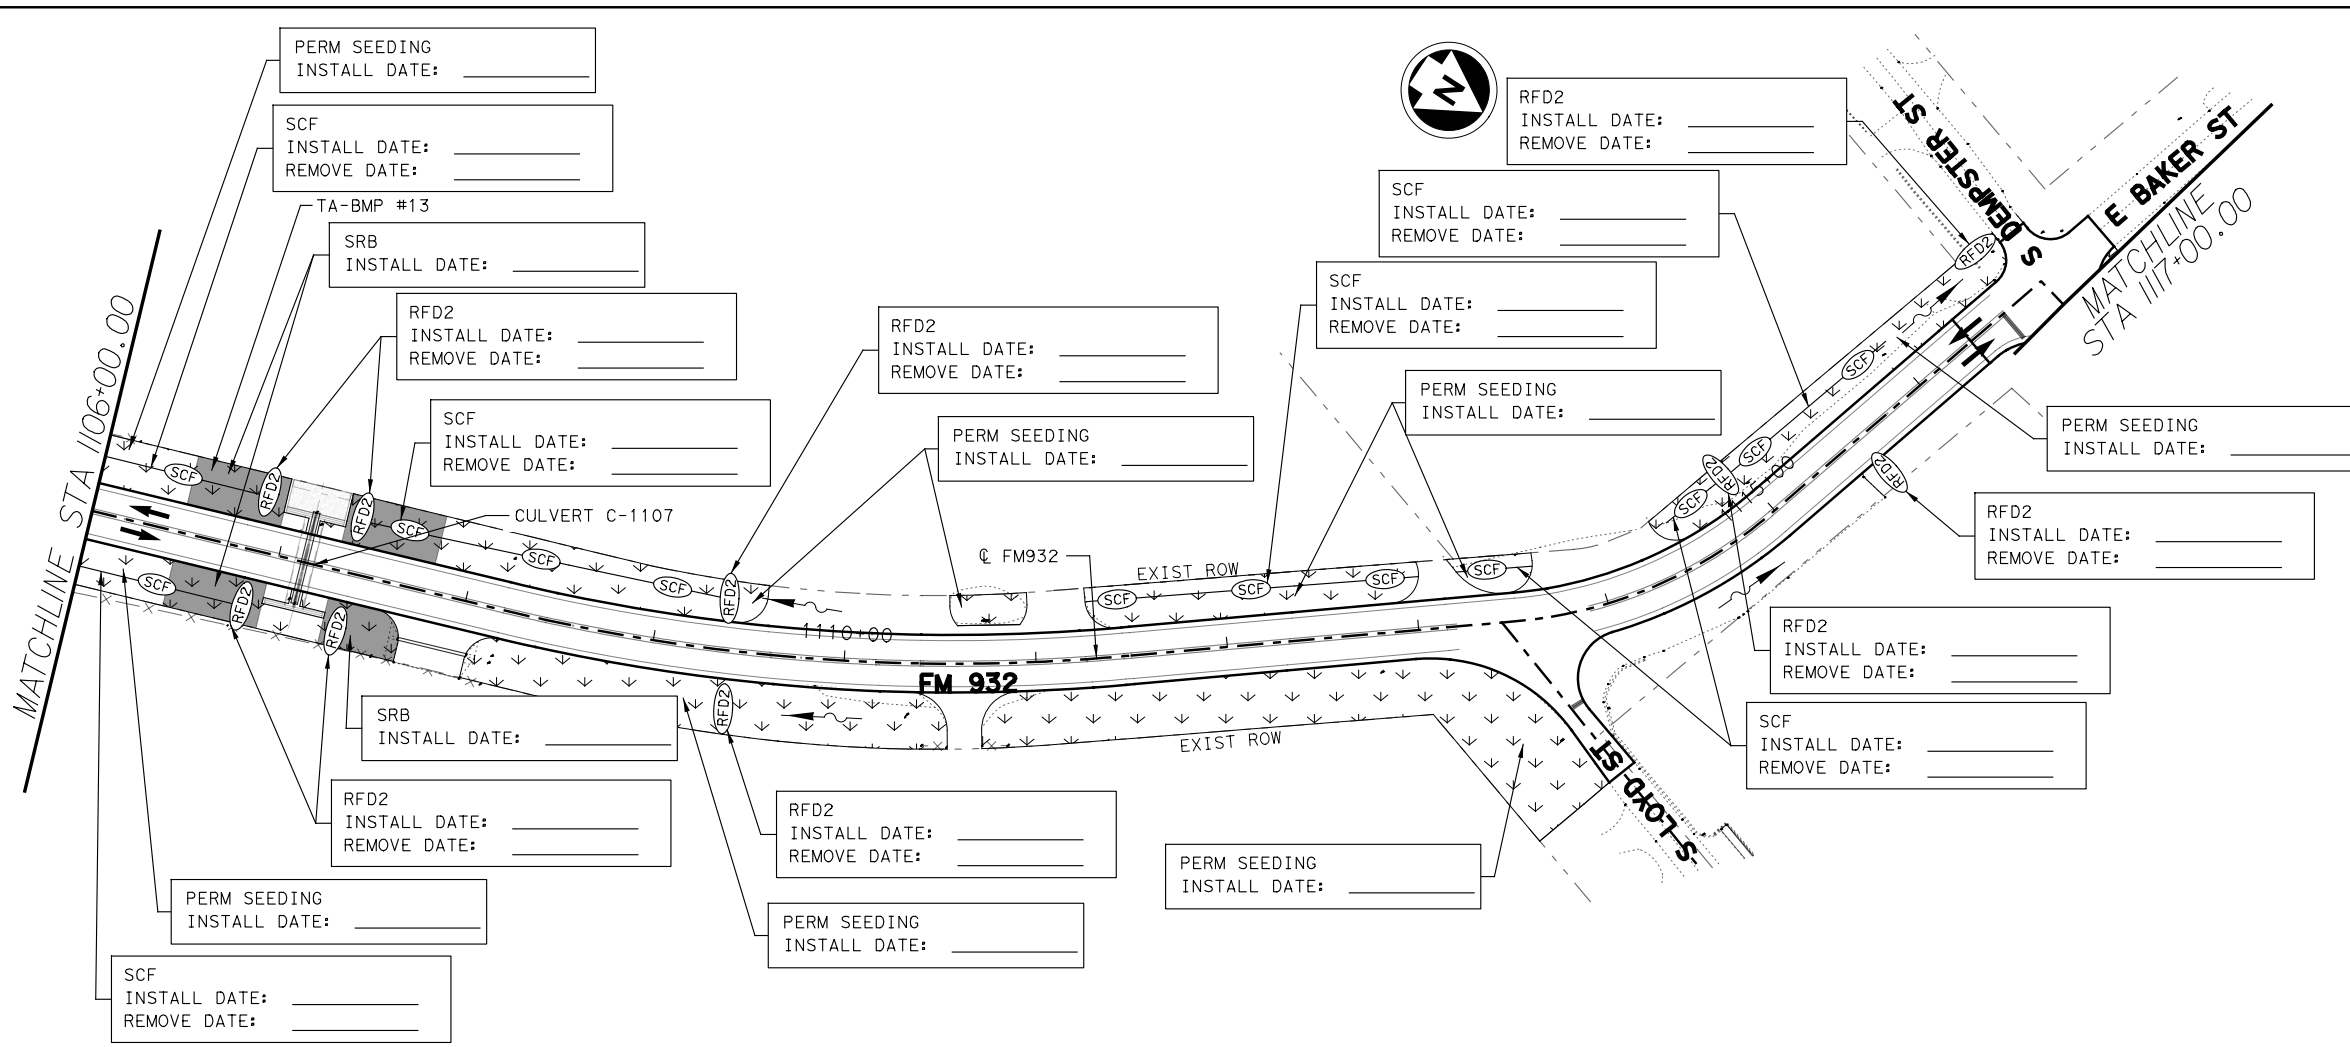 PERM SEEDING
INSTALL DATE:
SCF
INSTALL DATE:
REMOVE DATE:
TA-BMP #13
SRB
INSTALL DATE:
RFD2
INSTALL DATE:
REMOVE DATE:
SCF
INSTALL DATE:
REMOVE DATE:
CULVERT C-1107
RFD2
INSTALL DATE:
REMOVE DATE:
PERM SEEDING
INSTALL DATE:
℄ FM932
N
RFD2
INSTALL DATE:
REMOVE DATE:
SCF
INSTALL DATE:
REMOVE DATE:
SCF
INSTALL DATE:
REMOVE DATE:
PERM SEEDING
INSTALL DATE:
S DEMPSTER ST
E BAKER ST
MATCHLINE
STA 1117+00.00
PERM SEEDING
INSTALL DATE:
RFD2
INSTALL DATE:
REMOVE DATE:
RFD2
INSTALL DATE:
REMOVE DATE:
SCF
INSTALL DATE:
REMOVE DATE:
MATCHLINE STA 1106+00.00
SCF
RFD2
RFD2
SCF
SCF
SCF
RFD2
SCF
SCF
SCF
SCF
SCF
RFD2
SCF
SCF
RFD2
RFD2
SCF
RFD2
RFD2
RFD2
1110+00
1115+00
EXIST ROW
FM 932
EXIST ROW
S LOYD ST
SRB
INSTALL DATE:
RFD2
INSTALL DATE:
REMOVE DATE:
RFD2
INSTALL DATE:
REMOVE DATE:
PERM SEEDING
INSTALL DATE:
PERM SEEDING
INSTALL DATE:
PERM SEEDING
INSTALL DATE:
SCF
INSTALL DATE:
REMOVE DATE: